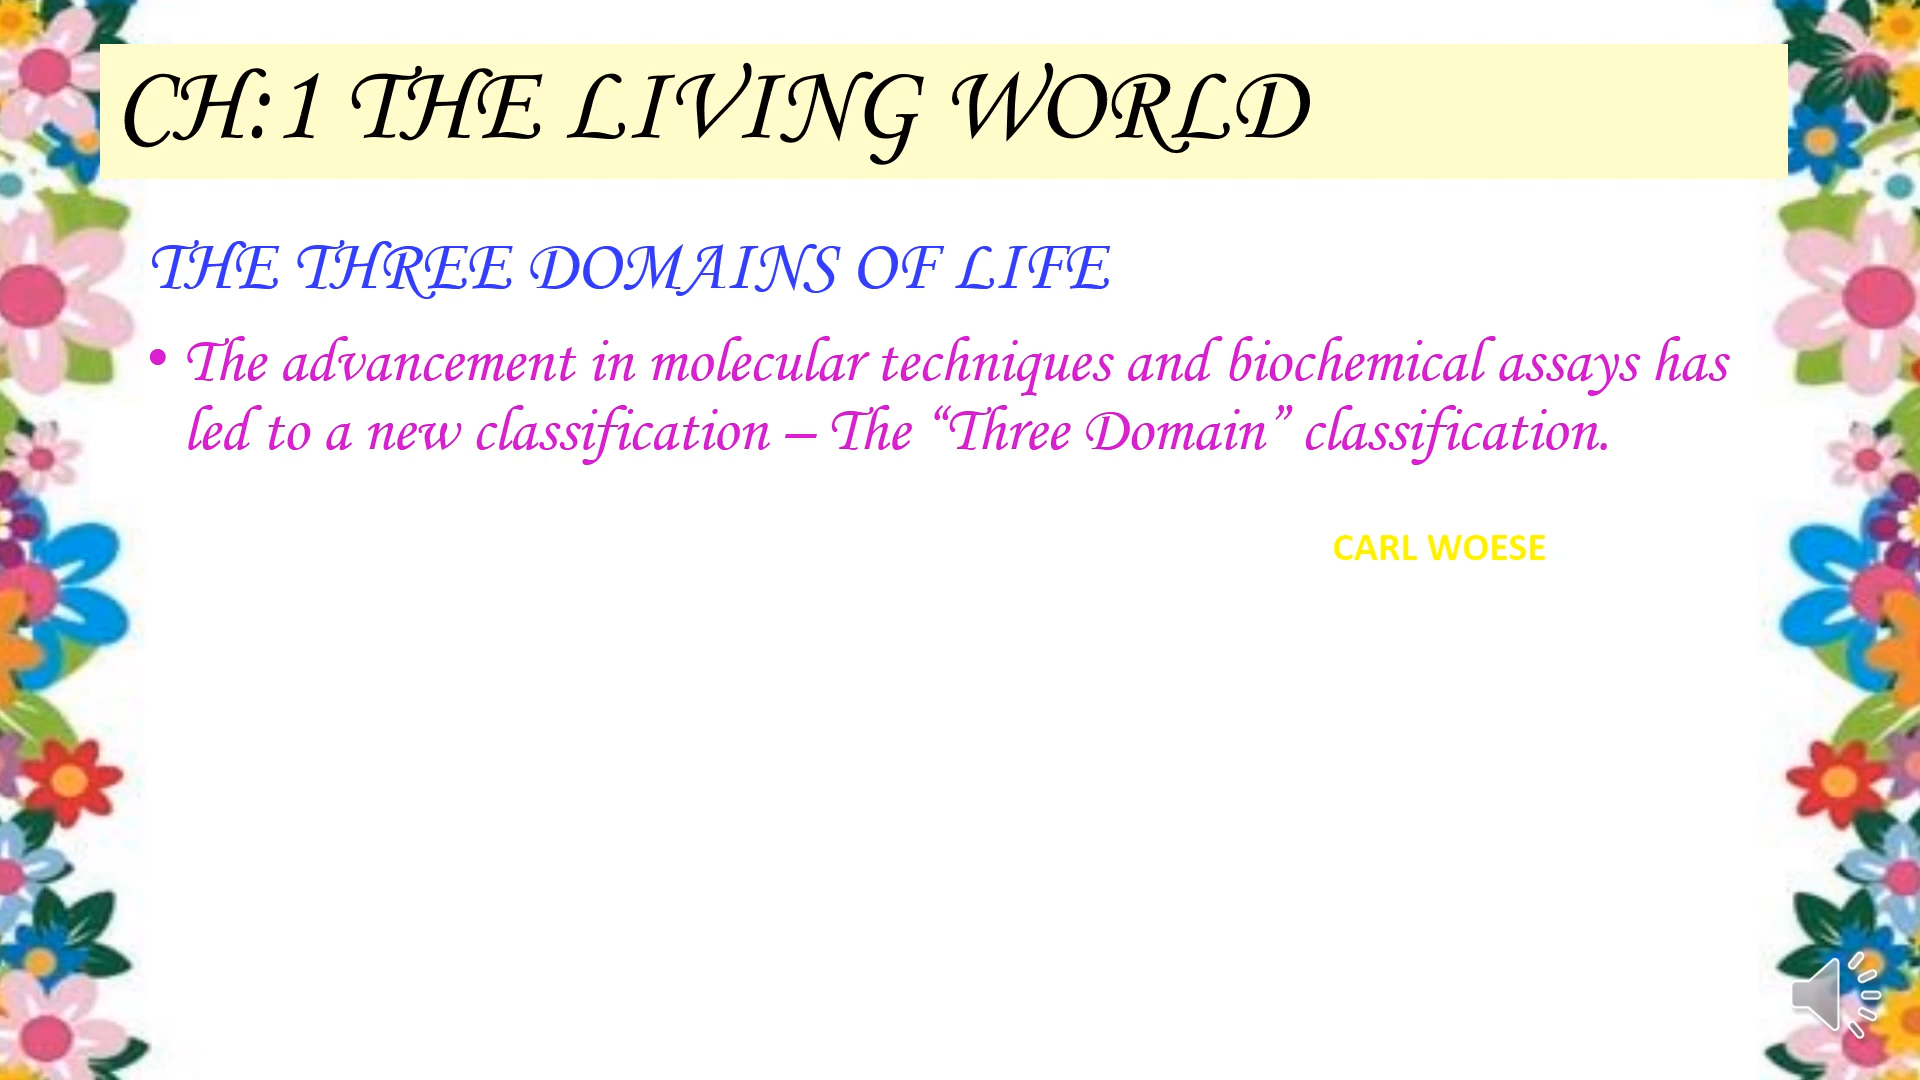 CH:1 THE LIVING WORLD
THE THREE DOMAINS OF LIFE
• The advancement in molecular techniques and biochemical assays has
led to a new classification – The “Three Domain” classification.
CARL WOESE